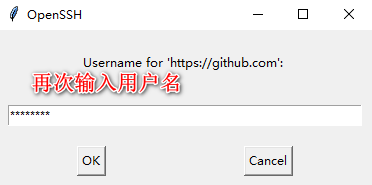 OpenSSH
Username for 'https://github.com':
再次输入用户名
********
OK
Cancel